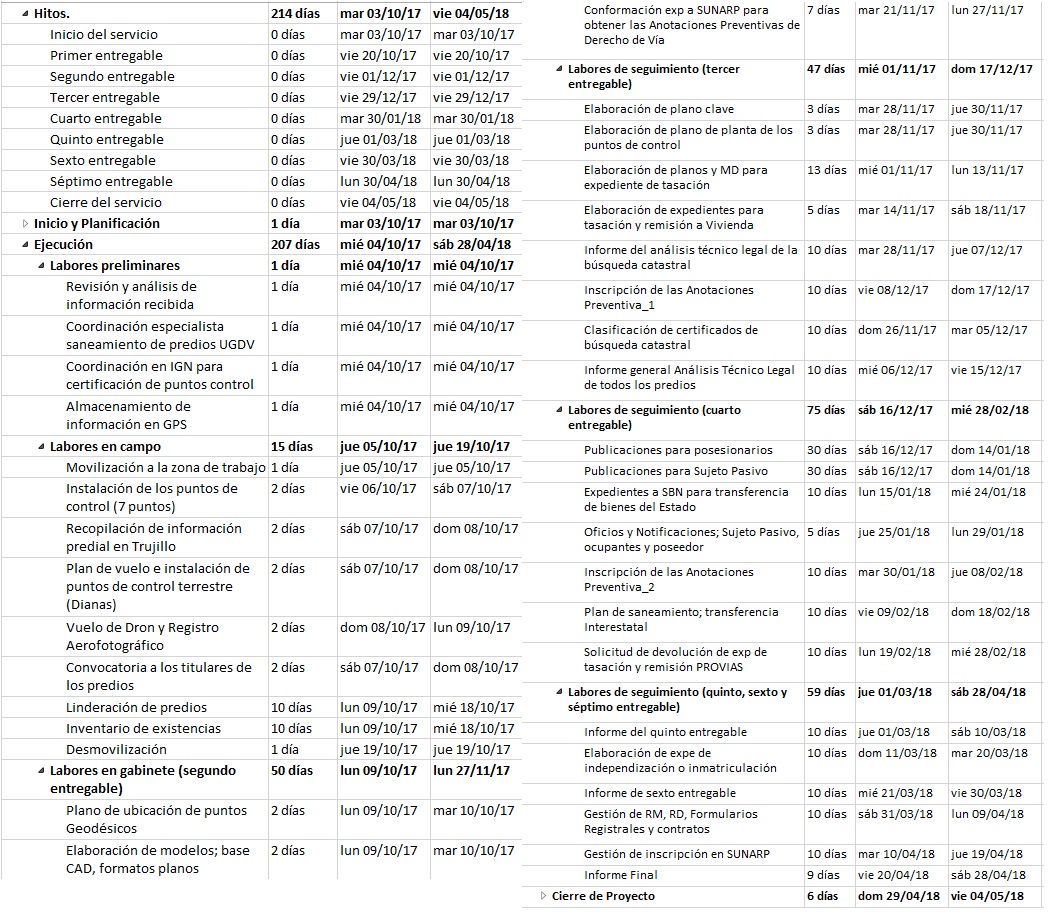 Hitos. 214 días mar 03/10/17 vie 04/05/18
Inicio del servicio 0 días mar 03/10/17 mar 03/10/17
Primer entregable 0 días vie 20/10/17 vie 20/10/17
Segundo entregable 0 días vie 01/12/17 vie 01/12/17
Tercer entregable 0 días vie 29/12/17 vie 29/12/17
Cuarto entregable 0 días mar 30/01/18 mar 30/01/18
Quinto entregable 0 días jue 01/03/18 jue 01/03/18
Sexto entregable 0 días vie 30/03/18 vie 30/03/18
Séptimo entregable 0 días lun 30/04/18 lun 30/04/18
Cierre del servicio 0 días vie 04/05/18 vie 04/05/18
Inicio y Planificación 1 día mar 03/10/17 mar 03/10/17
Ejecución 207 días mié 04/10/17 sáb 28/04/18
Labores preliminares 1 día mié 04/10/17 mié 04/10/17
Revisión y análisis de 1 día mié 04/10/17 mié 04/10/17
información recibida
Coordinación especialista 1 día mié 04/10/17 mié 04/10/17
saneamiento de predios UGDV
Coordinación en IGN para 1 día mié 04/10/17 mié 04/10/17
certificación de puntos control
Almacenamiento de 1 día mié 04/10/17 mié 04/10/17
información en GPS
Labores en campo 15 días jue 05/10/17 jue 19/10/17
Movilización a la zona de trabajo 1 día jue 05/10/17 jue 05/10/17
Instalación de los puntos de 2 días vie 06/10/17 sáb 07/10/17
control (7 puntos)
Recopilación de información 2 días sáb 07/10/17 dom 08/10/17
predial en Trujillo
Plan de vuelo e instalación de 2 días sáb 07/10/17 dom 08/10/17
puntos de control terrestre
(Dianas)
Vuelo de Dron y Registro 2 días dom 08/10/17 lun 09/10/17
Aerofotográfico
Convocatoria a los titulares de 2 días sáb 07/10/17 dom 08/10/17
los predios
Linderación de predios 10 días lun 09/10/17 mié 18/10/17
Inventario de existencias 10 días lun 09/10/17 mié 18/10/17
Desmovilización 1 día jue 19/10/17 jue 19/10/17
Labores en gabinete (segundo 50 días lun 09/10/17 lun 27/11/17
entregable)
Plano de ubicación de puntos 2 días lun 09/10/17 mar 10/10/17
Geodésicos
Elaboración de modelos; base 2 días lun 09/10/17 mar 10/10/17
CAD, formatos planos
Conformación exp a SUNARP para 7 días mar 21/11/17 lun 27/11/17
obtener las Anotaciones Preventivas de
Derecho de Vía
Labores de seguimiento (tercer 47 días mié 01/11/17 dom 17/12/17
entregable)
Elaboración de plano clave 3 días mar 28/11/17 jue 30/11/17
Elaboración de plano de planta de los 3 días mar 28/11/17 jue 30/11/17
puntos de control
Elaboración de planos y MD para 13 días mié 01/11/17 lun 13/11/17
expediente de tasación
Elaboración de expedientes para 5 días mar 14/11/17 sáb 18/11/17
tasación y remisión a Vivienda
Informe del análisis técnico legal de la 10 días mar 28/11/17 jue 07/12/17
búsqueda catastral
Inscripción de las Anotaciones 10 días vie 08/12/17 dom 17/12/17
Preventiva_1
Clasificación de certificados de 10 días dom 26/11/17 mar 05/12/17
búsqueda catastral
Informe general Análisis Técnico Legal 10 días mié 06/12/17 vie 15/12/17
de todos los predios
Labores de seguimiento (cuarto 75 días sáb 16/12/17 mié 28/02/18
entregable)
Publicaciones para posesionarios 30 días sáb 16/12/17 dom 14/01/18
Publicaciones para Sujeto Pasivo 30 días sáb 16/12/17 dom 14/01/18
Expedientes a SBN para transferencia 10 días lun 15/01/18 mié 24/01/18
de bienes del Estado
Oficios y Notificaciones; Sujeto Pasivo, 5 días jue 25/01/18 lun 29/01/18
ocupantes y poseedor
Inscripción de las Anotaciones 10 días mar 30/01/18 jue 08/02/18
Preventiva_2
Plan de saneamiento; transferencia 10 días vie 09/02/18 dom 18/02/18
Interestatal
Solicitud de devolución de exp de 10 días lun 19/02/18 mié 28/02/18
tasación y remisión PROVIAS
Labores de seguimiento (quinto, sexto y 59 días jue 01/03/18 sáb 28/04/18
séptimo entregable)
Informe del quinto entregable 10 días jue 01/03/18 sáb 10/03/18
Elaboración de expe de 10 días dom 11/03/18 mar 20/03/18
independización o inmatriculación
Informe de sexto entregable 10 días mié 21/03/18 vie 30/03/18
Gestión de RM, RD, Formularios 10 días sáb 31/03/18 lun 09/04/18
Registrales y contratos
Gestión de inscripción en SUNARP 10 días mar 10/04/18 jue 19/04/18
Informe Final 9 días vie 20/04/18 sáb 28/04/18
Cierre de Proyecto 6 días dom 29/04/18 vie 04/05/18